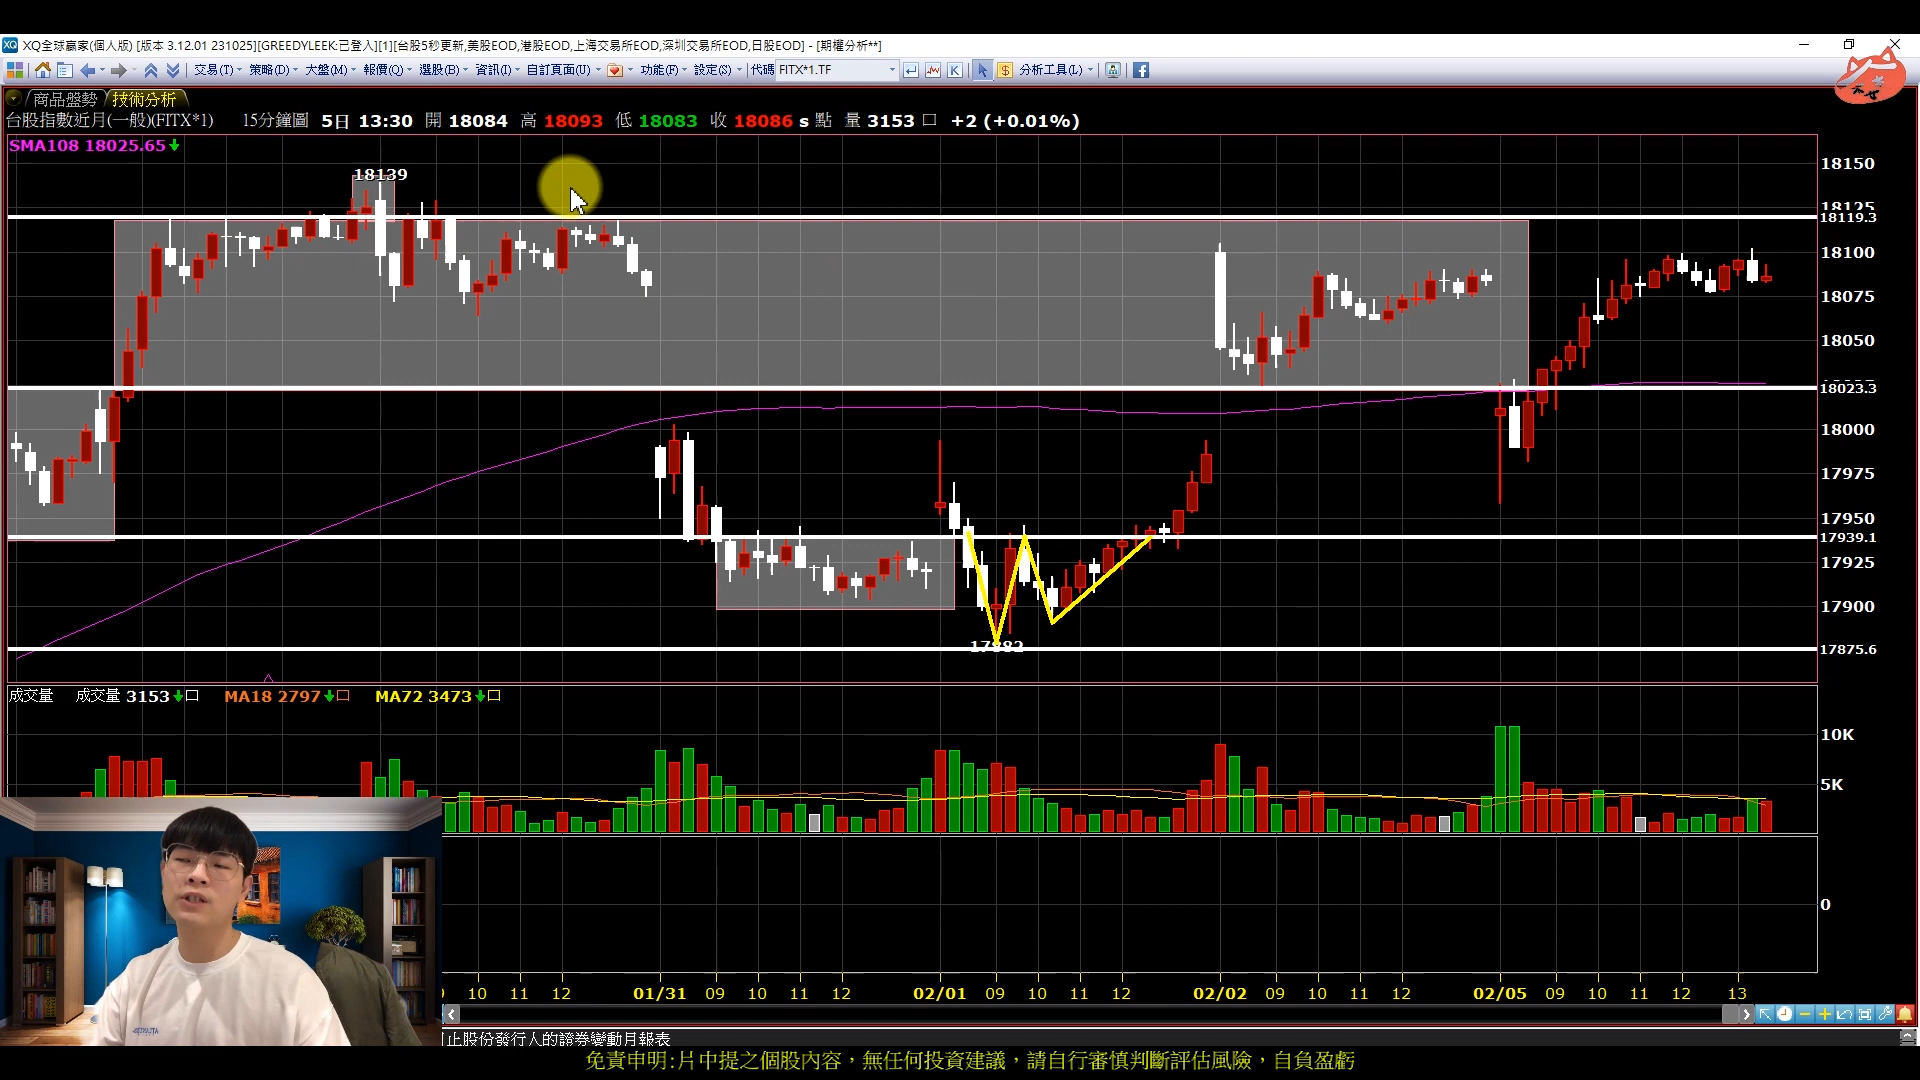 XQ全球贏家(個人版) [版本 3.12.01 231025][GREEDYLEEK:已登入][1][台股5秒更新,美股EOD,港股EOD,上海交易所EOD,深圳交易所EOD,日股EOD] - [期權分析**]
交易(T) 策略(D) 大盤(M) 報價(Q) 選股(B) 資訊(I) 自訂頁面(U) 功能(F) 設定(S) 代碼 FITX*1.TF K $ 分析工具(L)
商品盤勢 技術分析
台股指數近月(一般)(FITX*1) 15分鐘圖 5日 13:30 開 18084 高 18093 低 18083 收 18086 s 點 量 3153 口 +2 (+0.01%)
SMA108 18025.65
18139
18150
18125
18119.3
18100
18075
18050
18023.3
18000
17975
17950
17939.1
17925
17900
17882
17875.6
成交量 成交量 3153 口 MA18 2797 口 MA72 3473 口
10K
5K
0
10 11 12 01/31 09 10 11 12 02/01 09 10 11 12 02/02 09 10 11 12 02/05 09 10 11 12 13
止股份發行人的證券變動月報表
免責申明:片中提之個股內容，無任何投資建議，請自行審慎判斷評估風險，自負盈虧